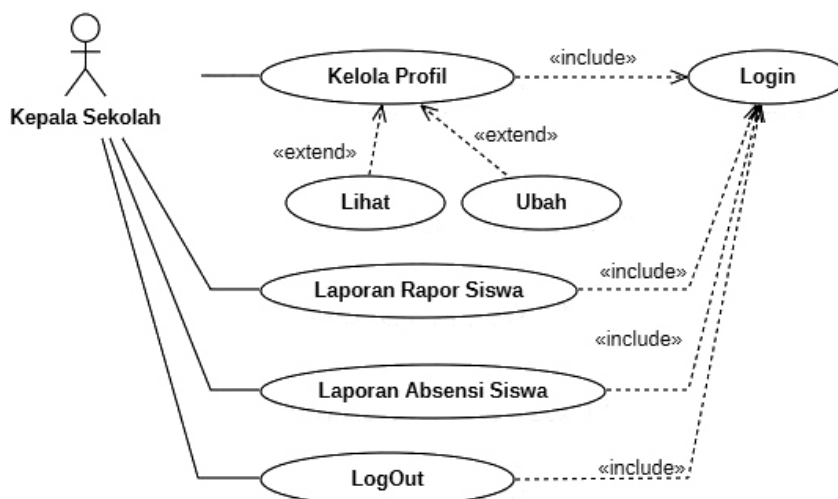 Kepala Sekolah
Kelola Profil
«include»
Login
«extend»
«extend»
Lihat
Ubah
Laporan Rapor Siswa
«include»
«include»
Laporan Absensi Siswa
LogOut
«include»